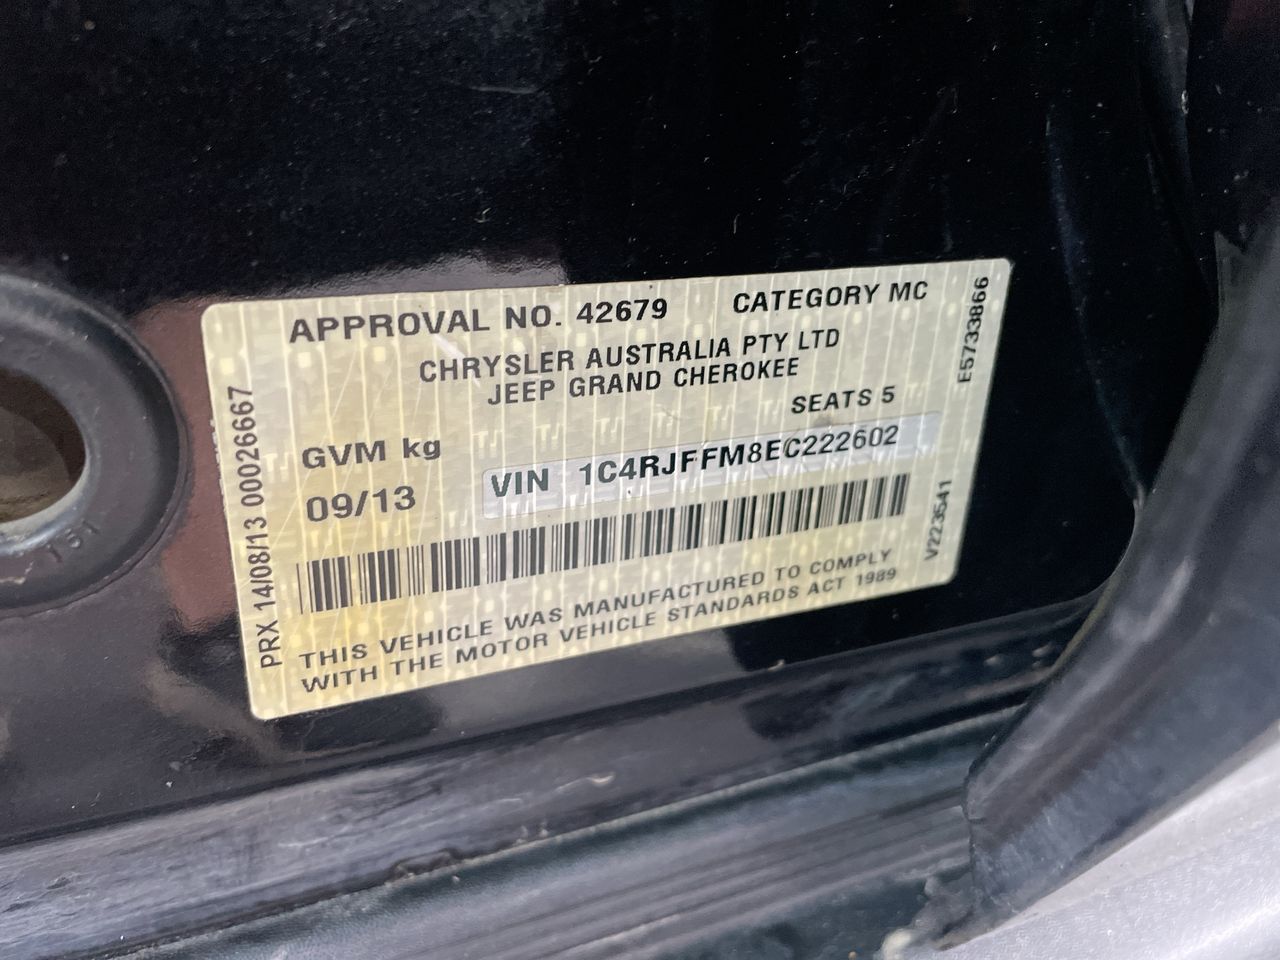 APPROVAL NO. 42679 CATEGORY MC
CHRYSLER AUSTRALIA PTY LTD
JEEP GRAND CHEROKEE
SEATS 5
GVM kg
VIN 1C4RJFFM8EC222602
09/13
THIS VEHICLE WAS MANUFACTURED TO COMPLY
WITH THE MOTOR VEHICLE STANDARDS ACT 1989
PRX 14/08/13 00026667
E5733866
V223541